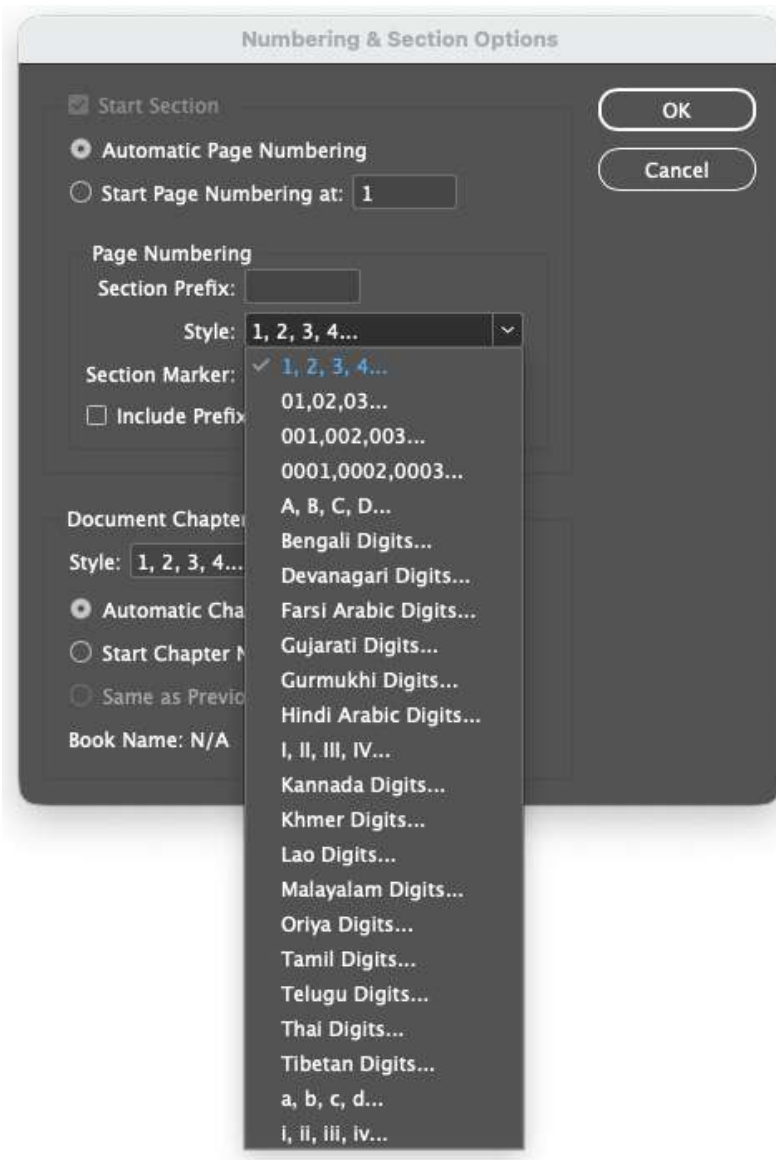 Numbering & Section Options
Start Section
OK
Automatic Page Numbering
Cancel
Start Page Numbering at: 1
Page Numbering
Section Prefix:
Style: 1, 2, 3, 4...
Section Marker:
Include Prefix
1, 2, 3, 4...
01,02,03...
001,002,003...
0001,0002,0003...
A, B, C, D...
Bengali Digits...
Devanagari Digits...
Farsi Arabic Digits...
Gujarati Digits...
Gurmukhi Digits...
Hindi Arabic Digits...
I, II, III, IV...
Kannada Digits...
Khmer Digits...
Lao Digits...
Malayalam Digits...
Oriya Digits...
Tamil Digits...
Telugu Digits...
Thai Digits...
Tibetan Digits...
a, b, c, d...
i, ii, iii, iv...
Document Chapter
Style: 1, 2, 3, 4...
Automatic Cha
Start Chapter N
Same as Previo
Book Name: N/A